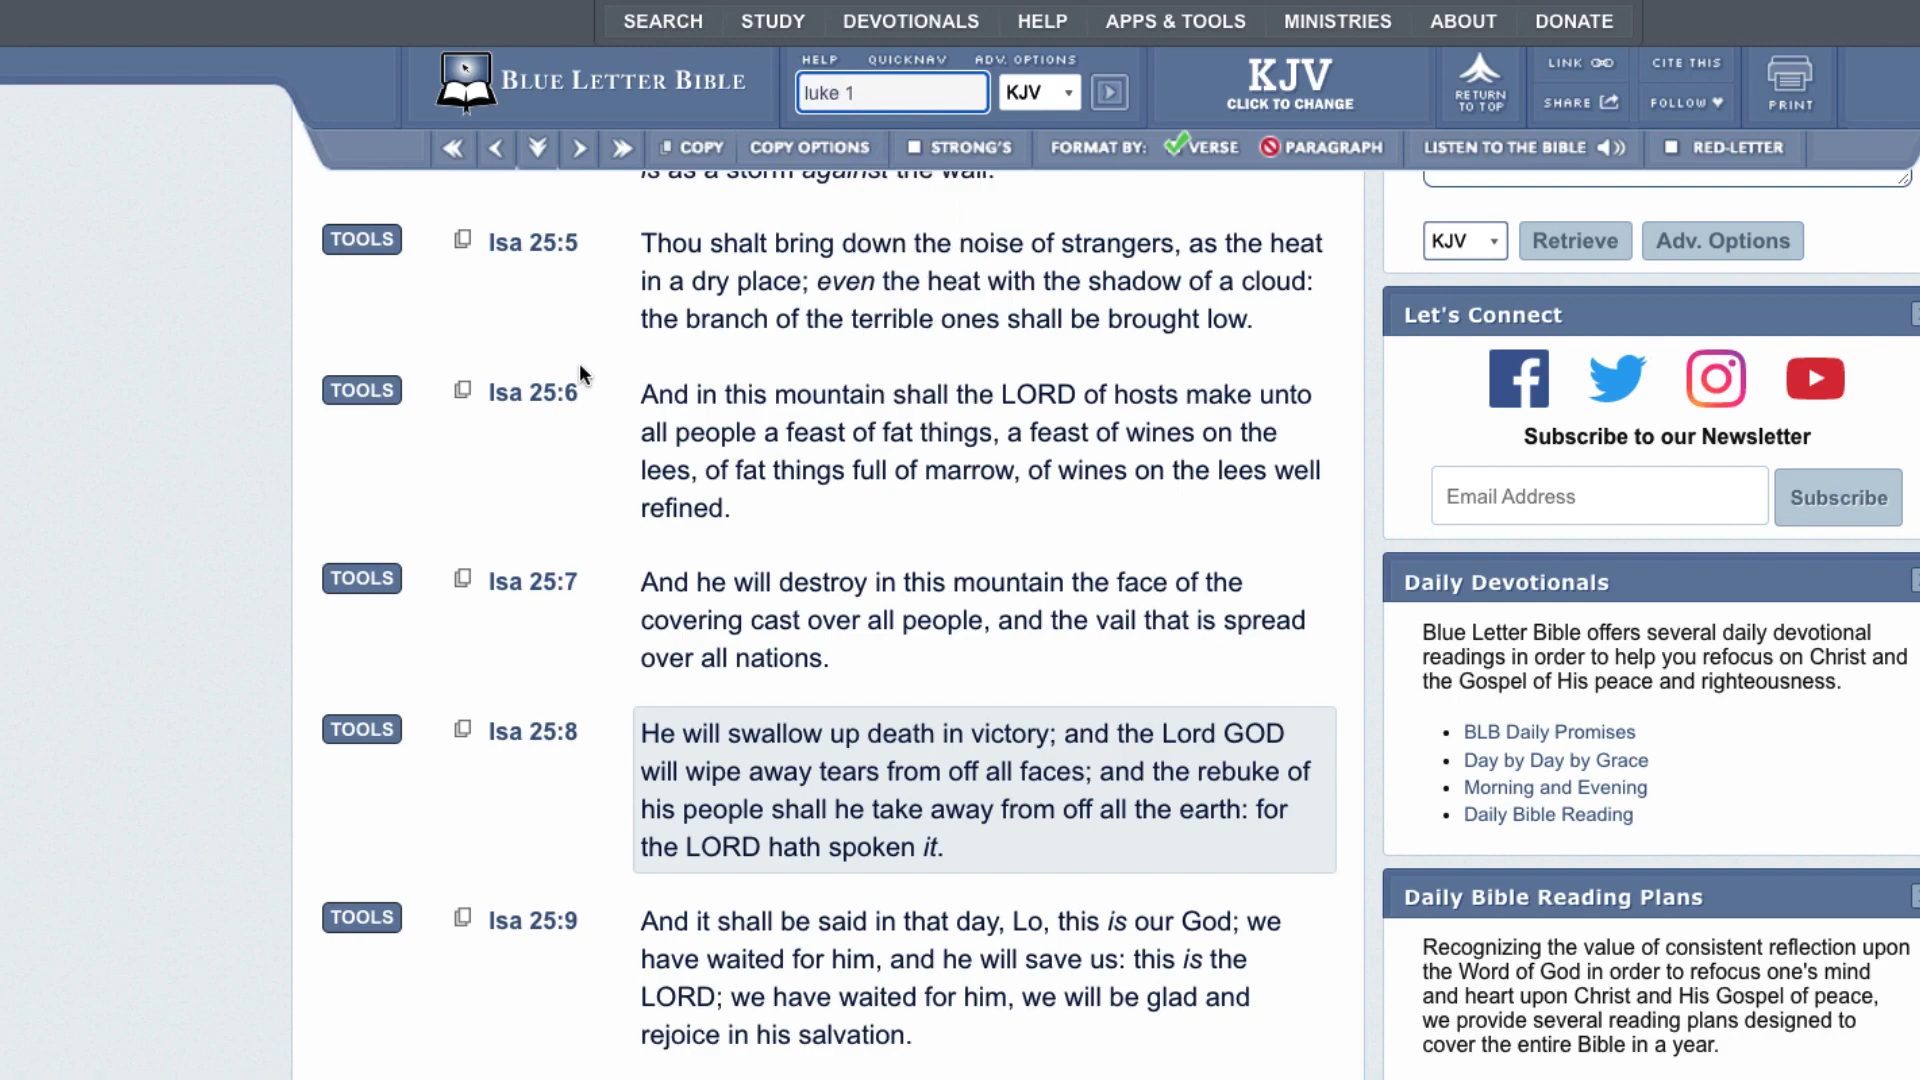 SEARCH STUDY DEVOTIONALS HELP APPS & TOOLS MINISTRIES ABOUT DONATE
BLUE LETTER BIBLE
HELP QUICKNAV ADV. OPTIONS
luke 1 KJV
KJV
CLICK TO CHANGE
RETURN
TO TOP
LINK
SHARE
CITE THIS
FOLLOW
PRINT
COPY COPY OPTIONS STRONG'S FORMAT BY: VERSE PARAGRAPH LISTEN TO THE BIBLE RED-LETTER
is as a storm against the wall.
TOOLS Isa 25:5 Thou shalt bring down the noise of strangers, as the heat
in a dry place; even the heat with the shadow of a cloud:
the branch of the terrible ones shall be brought low.
TOOLS Isa 25:6 And in this mountain shall the LORD of hosts make unto
all people a feast of fat things, a feast of wines on the
lees, of fat things full of marrow, of wines on the lees well
refined.
TOOLS Isa 25:7 And he will destroy in this mountain the face of the
covering cast over all people, and the vail that is spread
over all nations.
TOOLS Isa 25:8 He will swallow up death in victory; and the Lord GOD
will wipe away tears from off all faces; and the rebuke of
his people shall he take away from off all the earth: for
the LORD hath spoken it.
TOOLS Isa 25:9 And it shall be said in that day, Lo, this is our God; we
have waited for him, and he will save us: this is the
LORD; we have waited for him, we will be glad and
rejoice in his salvation.
KJV Retrieve Adv. Options
Let's Connect
Subscribe to our Newsletter
Email Address Subscribe
Daily Devotionals
Blue Letter Bible offers several daily devotional
readings in order to help you refocus on Christ and
the Gospel of His peace and righteousness.
• BLB Daily Promises
• Day by Day by Grace
• Morning and Evening
• Daily Bible Reading
Daily Bible Reading Plans
Recognizing the value of consistent reflection upon
the Word of God in order to refocus one's mind
and heart upon Christ and His Gospel of peace,
we provide several reading plans designed to
cover the entire Bible in a year.